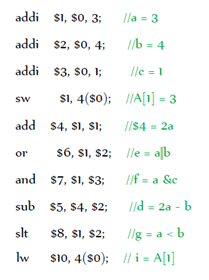 addi $1, $0, 3; //a = 3
addi $2, $0, 4; //b = 4
addi $3, $0, 1; //c = 1
sw $1, 4($0); //A[1] = 3
add $4, $1, $1; //$4 = 2a
or $6, $1, $2; //e = a|b
and $7, $1, $3; //f = a &c
sub $5, $4, $2; //d = 2a - b
slt $8, $1, $2; //g = a < b
lw $10, 4($0); // i = A[1]